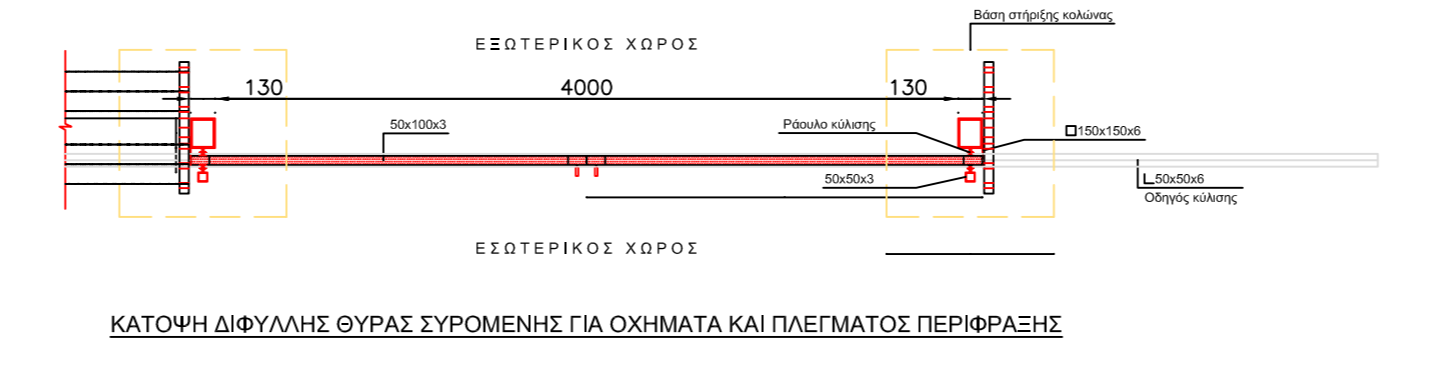 Βάση στήριξης κολώνας
ΕΞΩΤΕΡΙΚΟΣ ΧΩΡΟΣ
130
4000
130
50x100x3
Ράουλο κύλισης
150x150x6
50x50x3
50x50x6
Οδηγός κύλισης
ΕΣΩΤΕΡΙΚΟΣ ΧΩΡΟΣ
ΚΑΤΟΨΗ ΔΙΦΥΛΛΗΣ ΘΥΡΑΣ ΣΥΡΟΜΕΝΗΣ ΓΙΑ ΟΧΗΜΑΤΑ ΚΑΙ ΠΛΕΓΜΑΤΟΣ ΠΕΡΙΦΡΑΞΗΣ